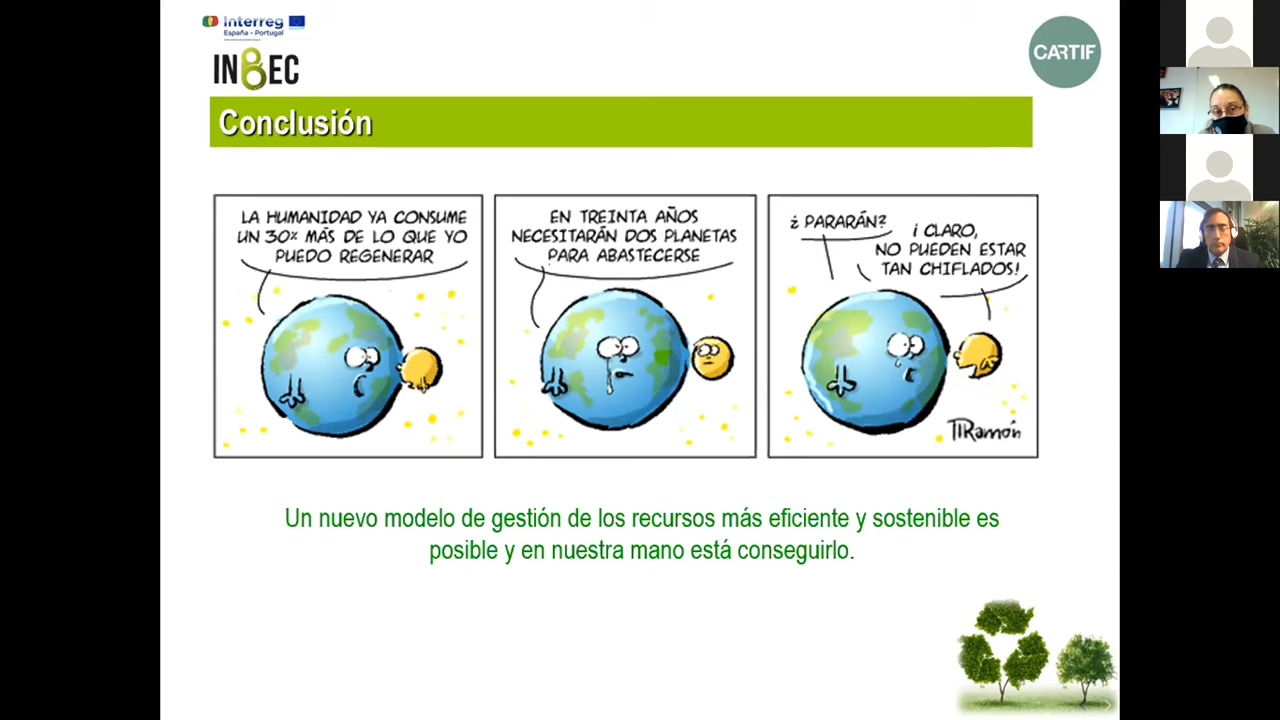 Interreg
España - Portugal
INBEC
CARTIF
Conclusión
LA HUMANIDAD YA CONSUME
UN 30% MÁS DE LO QUE YO
PUEDO REGENERAR
EN TREINTA AÑOS
NECESITARÁN DOS PLANETAS
PARA ABASTECERSE
¿ PARARÁN?
¡ CLARO,
NO PUEDEN ESTAR
TAN CHIFLADOS!
Un nuevo modelo de gestión de los recursos más eficiente y sostenible es
posible y en nuestra mano está conseguirlo.